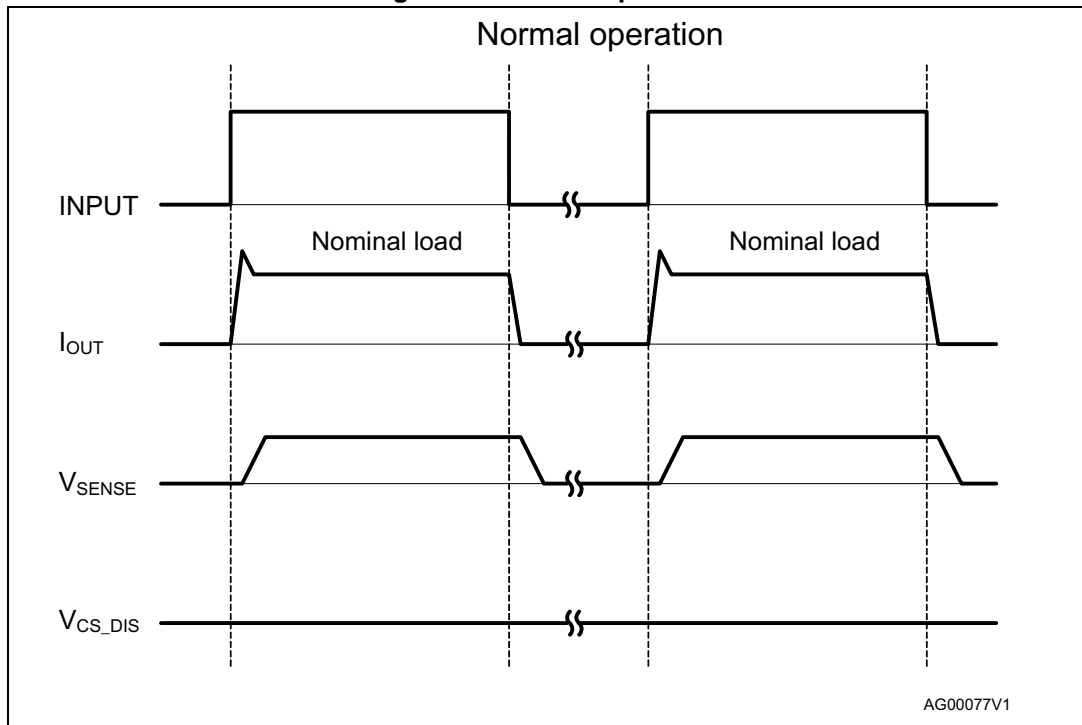 Normal operation
INPUT
Nominal load Nominal load
IOUT
VSENSE
VCS_DIS
AG00077V1